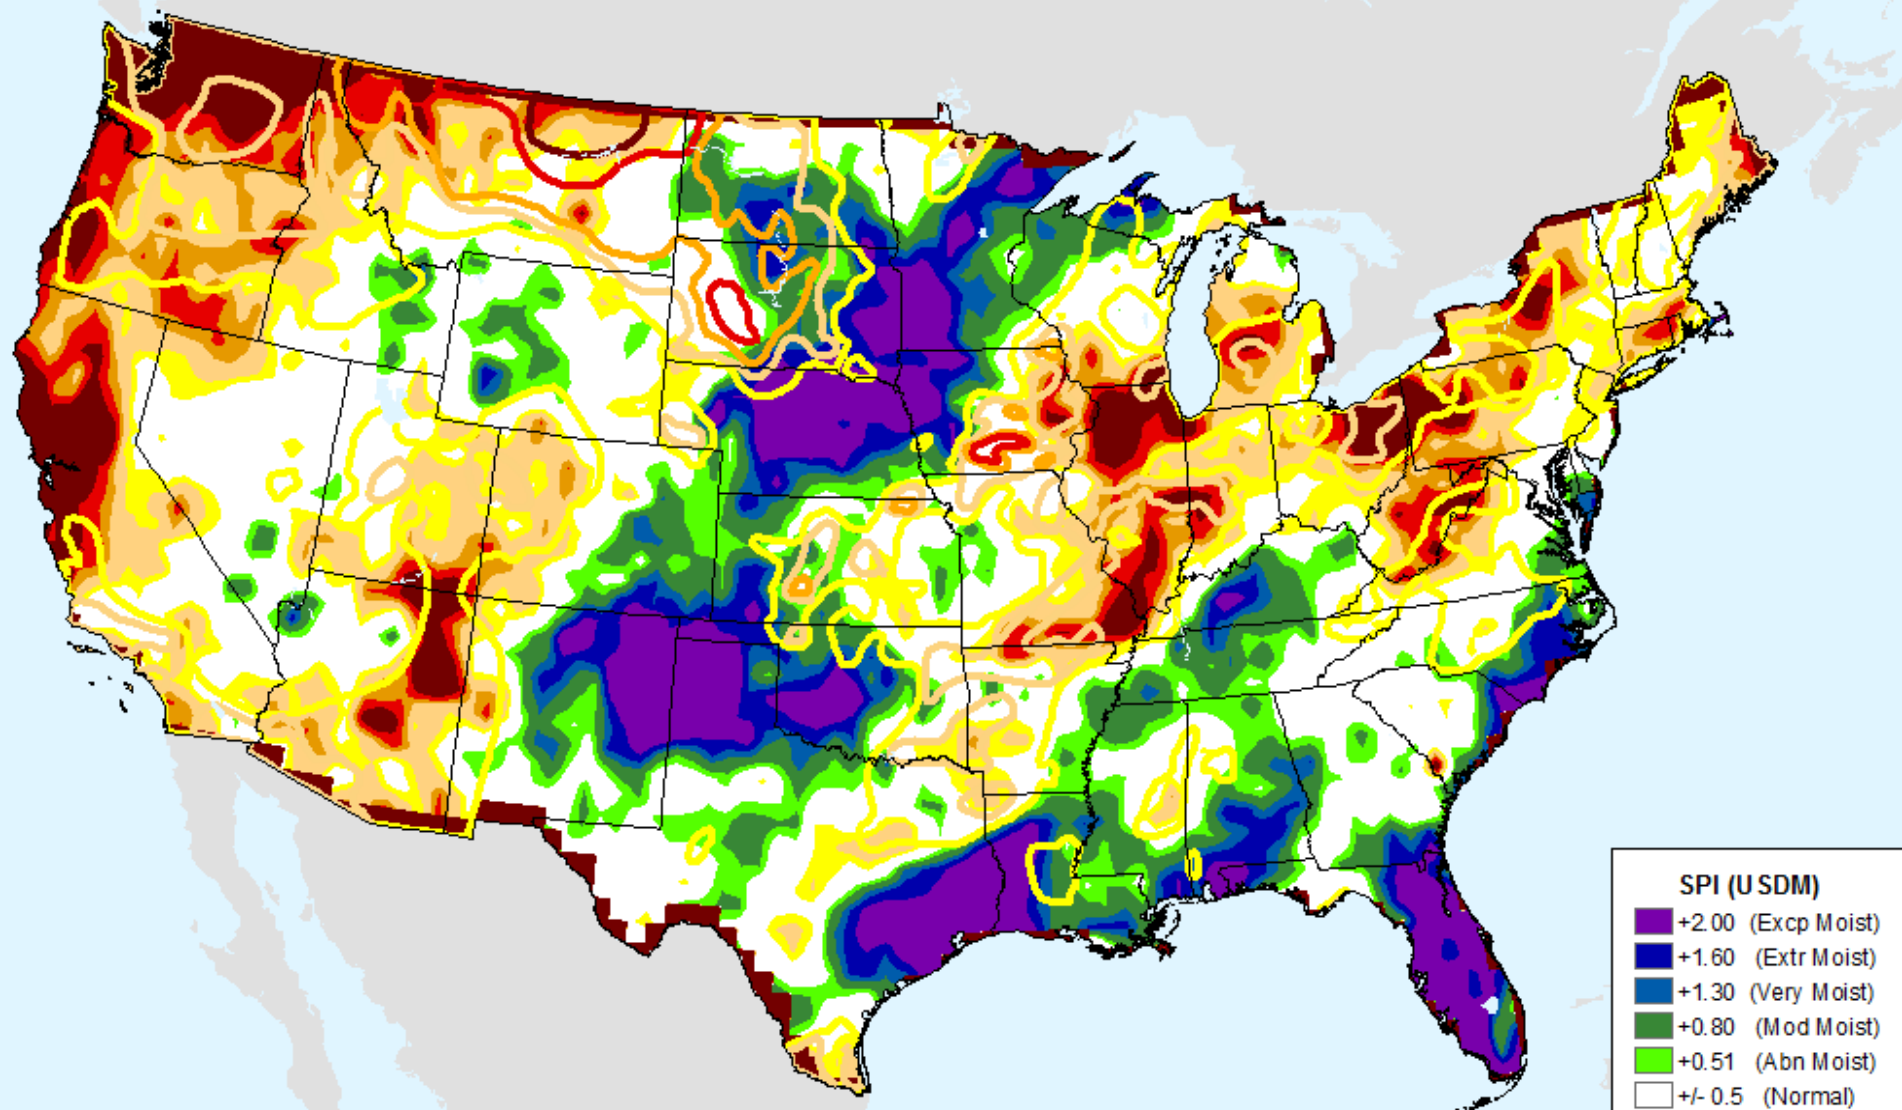 SPI (USDM)
+2.00 (Excp Moist)
+1.60 (Extr Moist)
+1.30 (Very Moist)
+0.80 (Mod Moist)
+0.51 (Abn Moist)
+/- 0.5 (Normal)